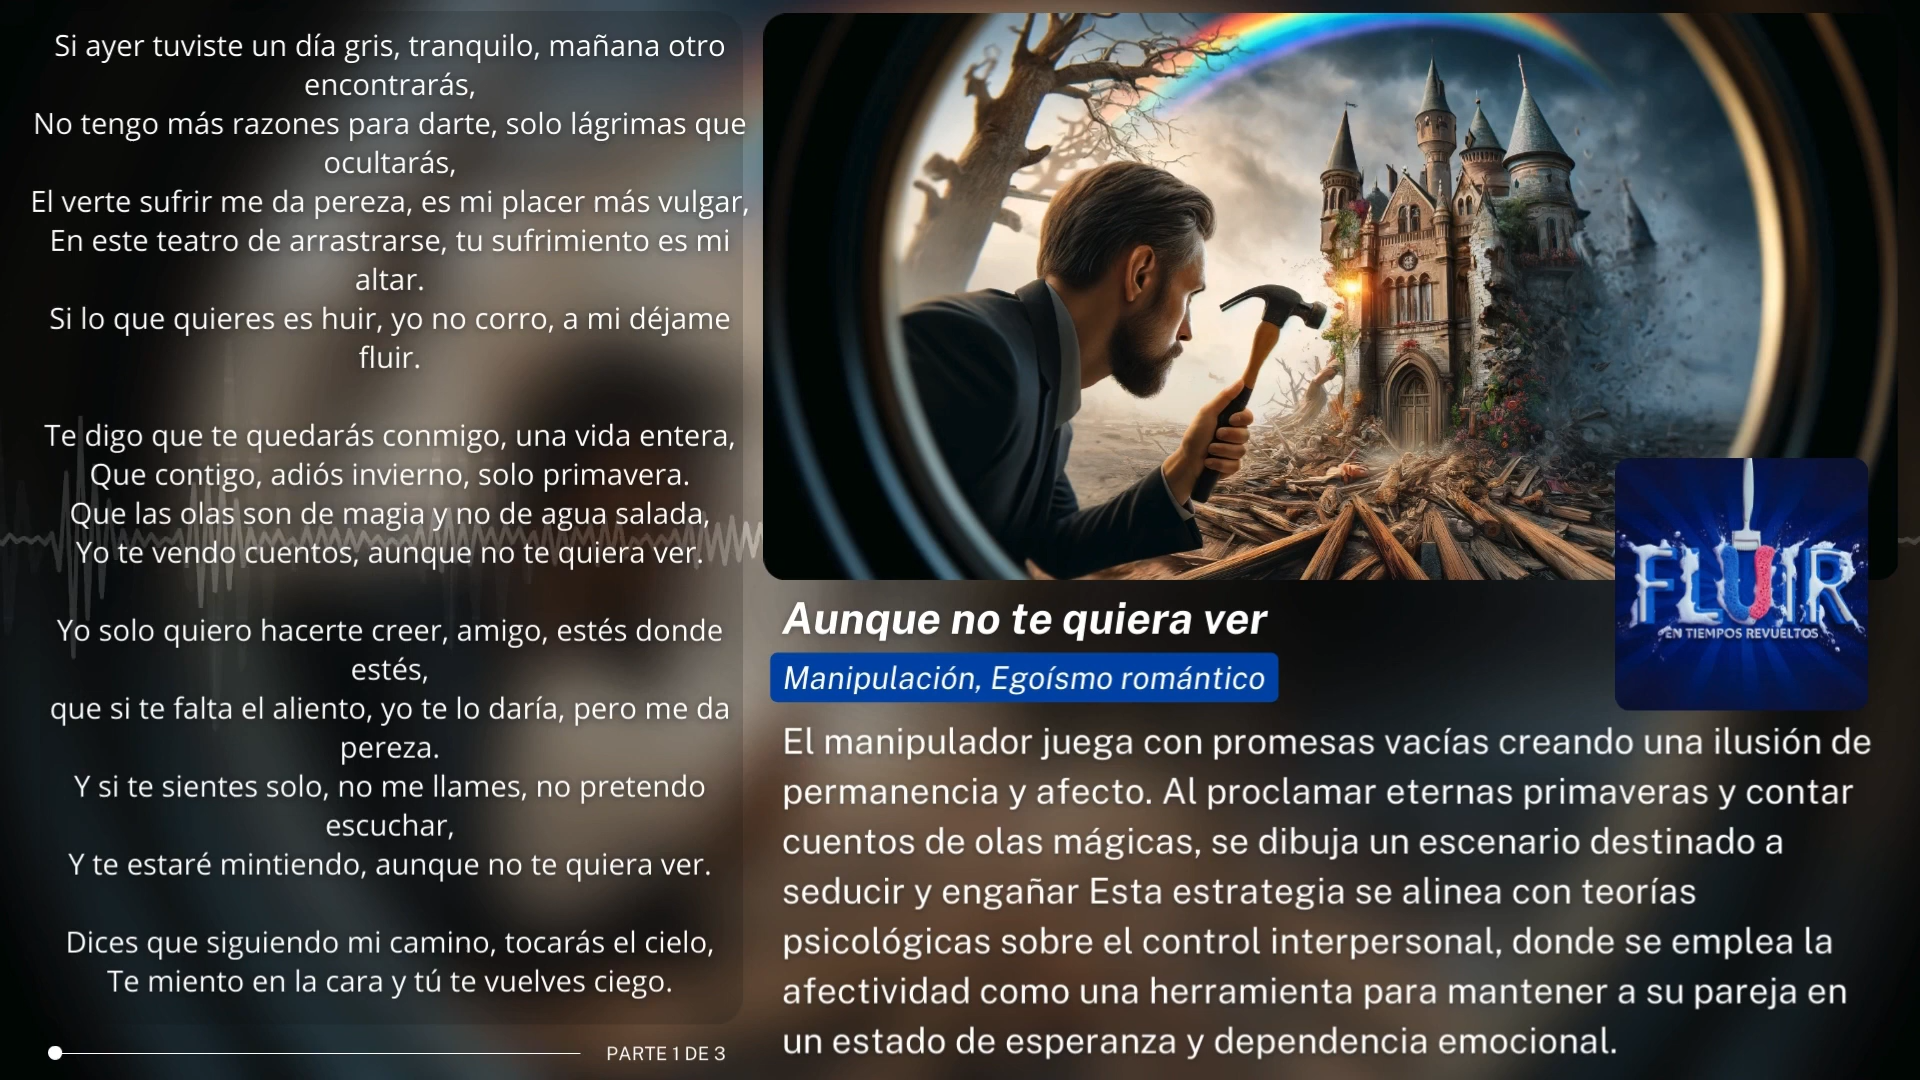 Si ayer tuviste un día gris, tranquilo, mañana otro
encontrarás,
No tengo más razones para darte, solo lágrimas que
ocultarás,
El verte sufrir me da pereza, es mi placer más vulgar,
En este teatro de arrastrarse, tu sufrimiento es mi
altar.
Si lo que quieres es huir, yo no corro, a mi déjame
fluir.
Te digo que te quedarás conmigo, una vida entera,
Que contigo, adiós invierno, solo primavera.
Que las olas son de magia y no de agua salada,
Yo te vendo cuentos, aunque no te quiera ver.
Yo solo quiero hacerte creer, amigo, estés donde
estés,
que si te falta el aliento, yo te lo daría, pero me da
pereza.
Y si te sientes solo, no me llames, no pretendo
escuchar,
Y te estaré mintiendo, aunque no te quiera ver.
Dices que siguiendo mi camino, tocarás el cielo,
Te miento en la cara y tú te vuelves ciego.
PARTE 1 DE 3
FLUIR
EN TIEMPOS REVUELTOS
Aunque no te quiera ver
Manipulación, Egoísmo romántico
El manipulador juega con promesas vacías creando una ilusión de
permanencia y afecto. Al proclamar eternas primaveras y contar
cuentos de olas mágicas, se dibuja un escenario destinado a
seducir y engañar Esta estrategia se alinea con teorías
psicológicas sobre el control interpersonal, donde se emplea la
afectividad como una herramienta para mantener a su pareja en
un estado de esperanza y dependencia emocional.